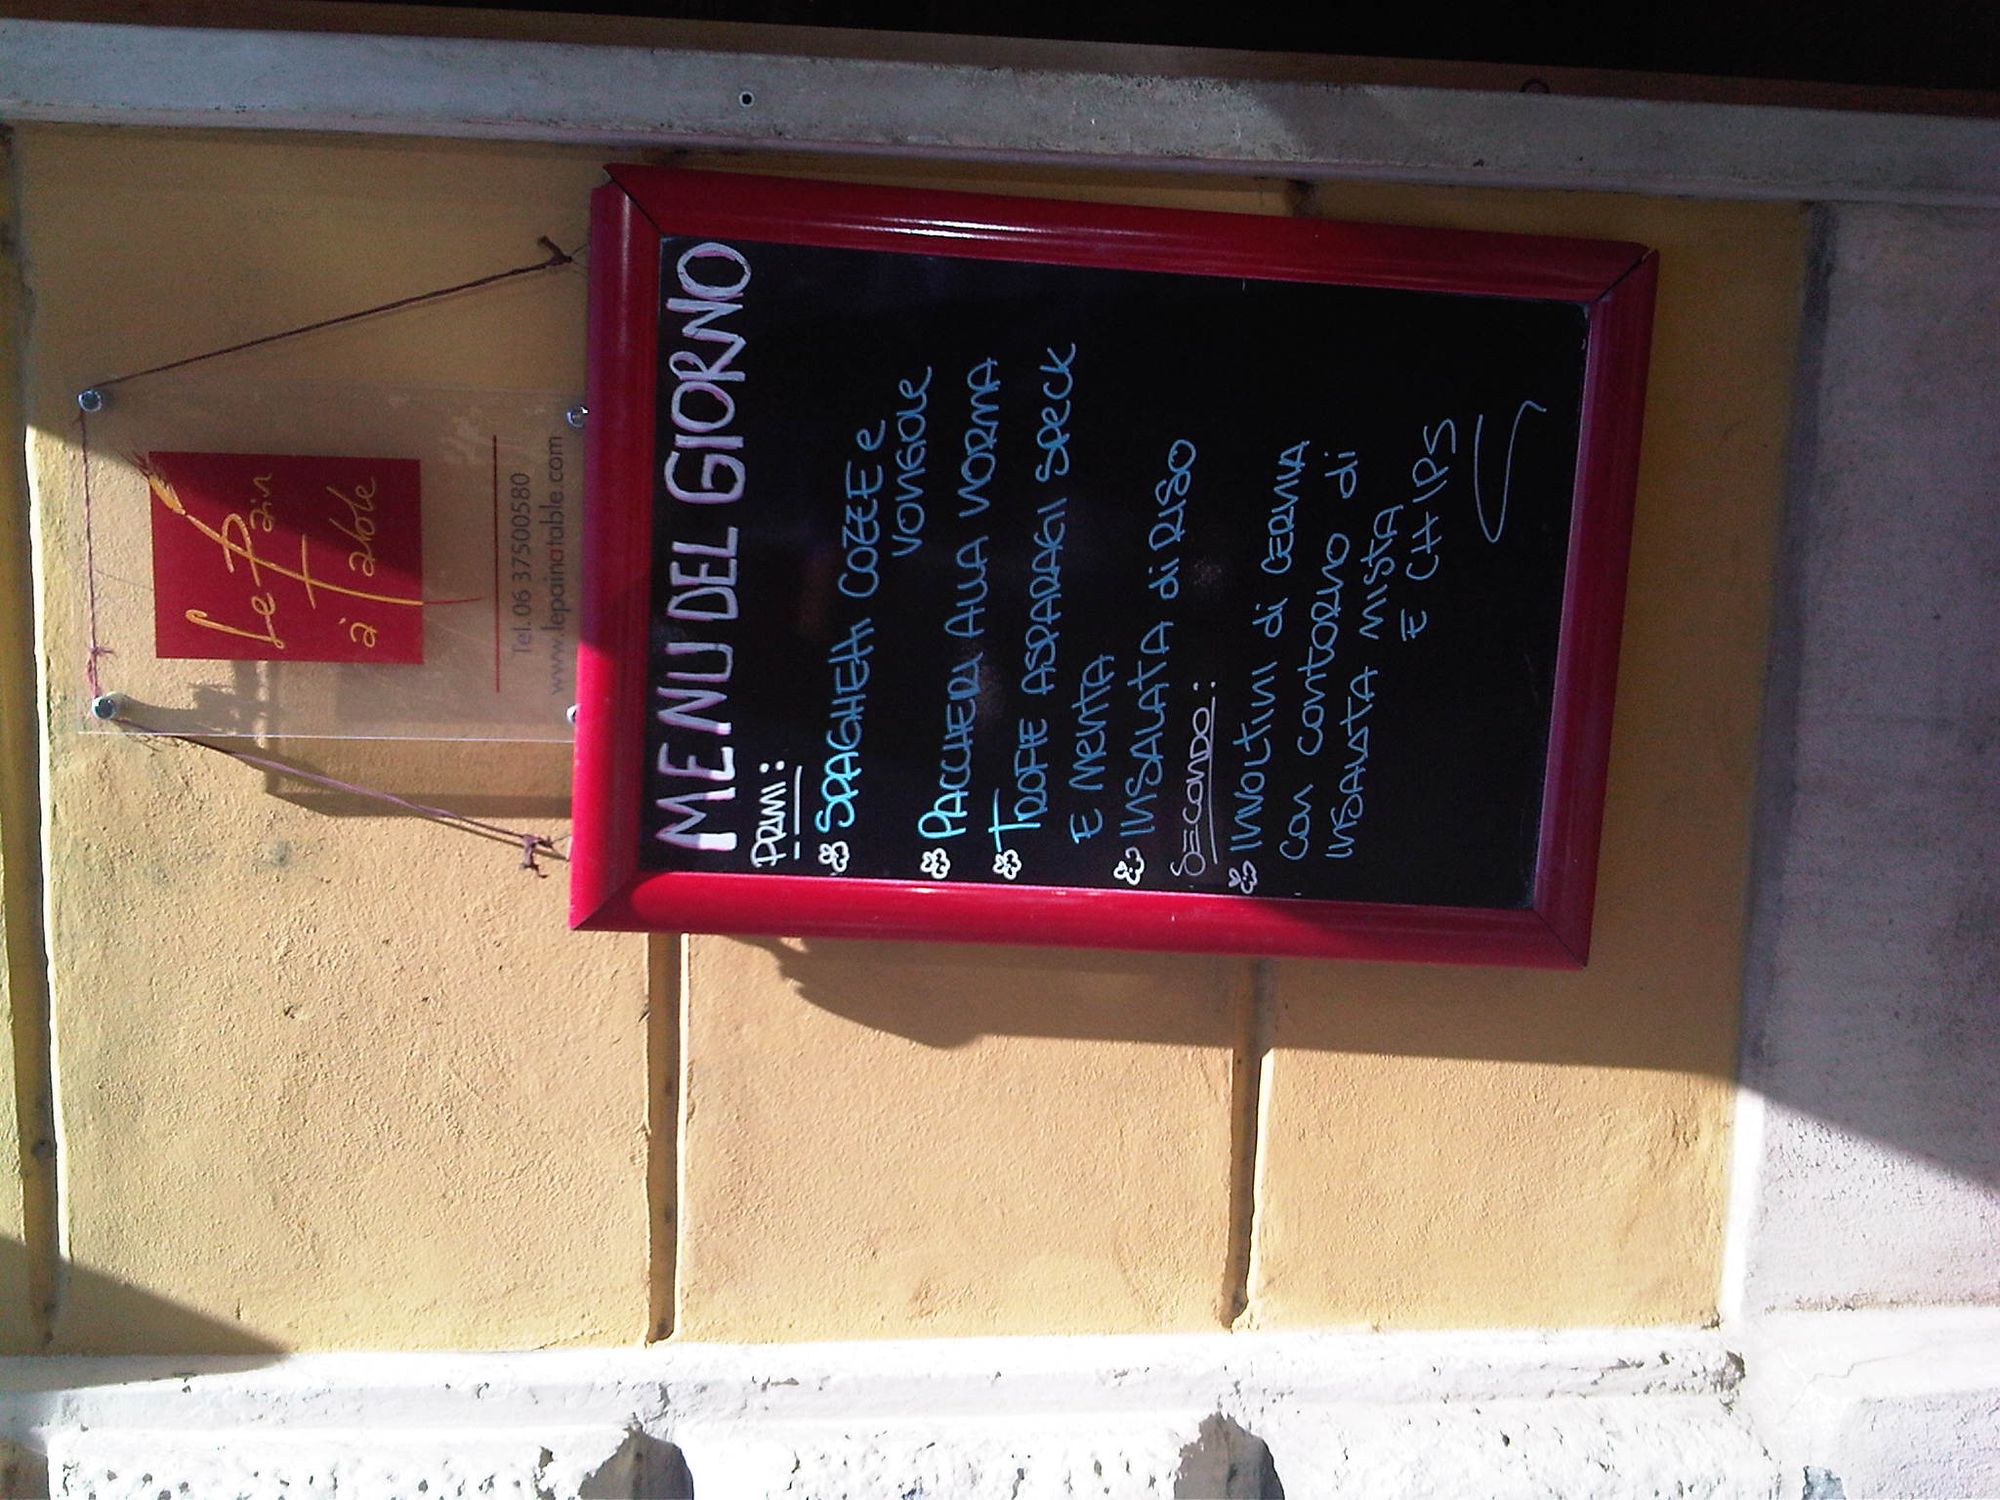 Le Pain
à Table
Tel. 06 37500580
www.lepainatable.com
MENU DEL GIORNO
PRIMI:
SPAGHETTI COZZE e
VONGOLE
PACCHERI ALLA NORMA
TROFIE ASPARAGI SPECK
E MENTA
INSALATA di RISO
SECONDO:
INVOLTINI di CERNIA
Con CONTORNO di
INSALATA MISTA
E CHIPS